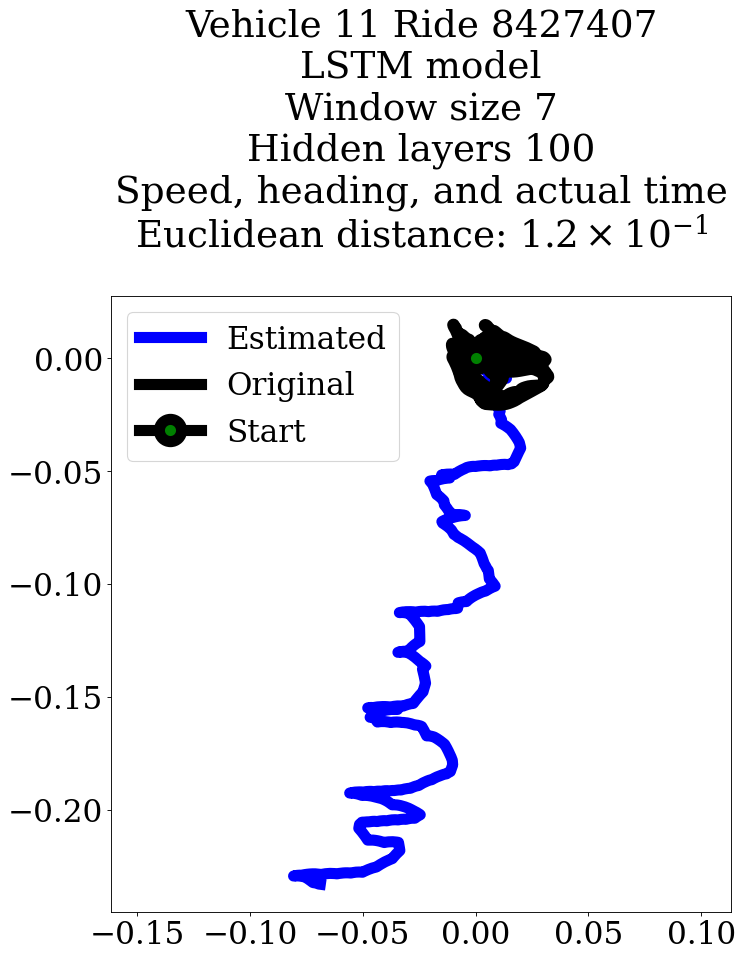 Vehicle 11 Ride 8427407
LSTM model
Window size 7
Hidden layers 100
Speed, heading, and actual time
Euclidean distance: 1.2 × 10⁻¹
Estimated
Original
Start
0.00
−0.05
−0.10
−0.15
−0.20
−0.15 −0.10 −0.05 0.00 0.05 0.10